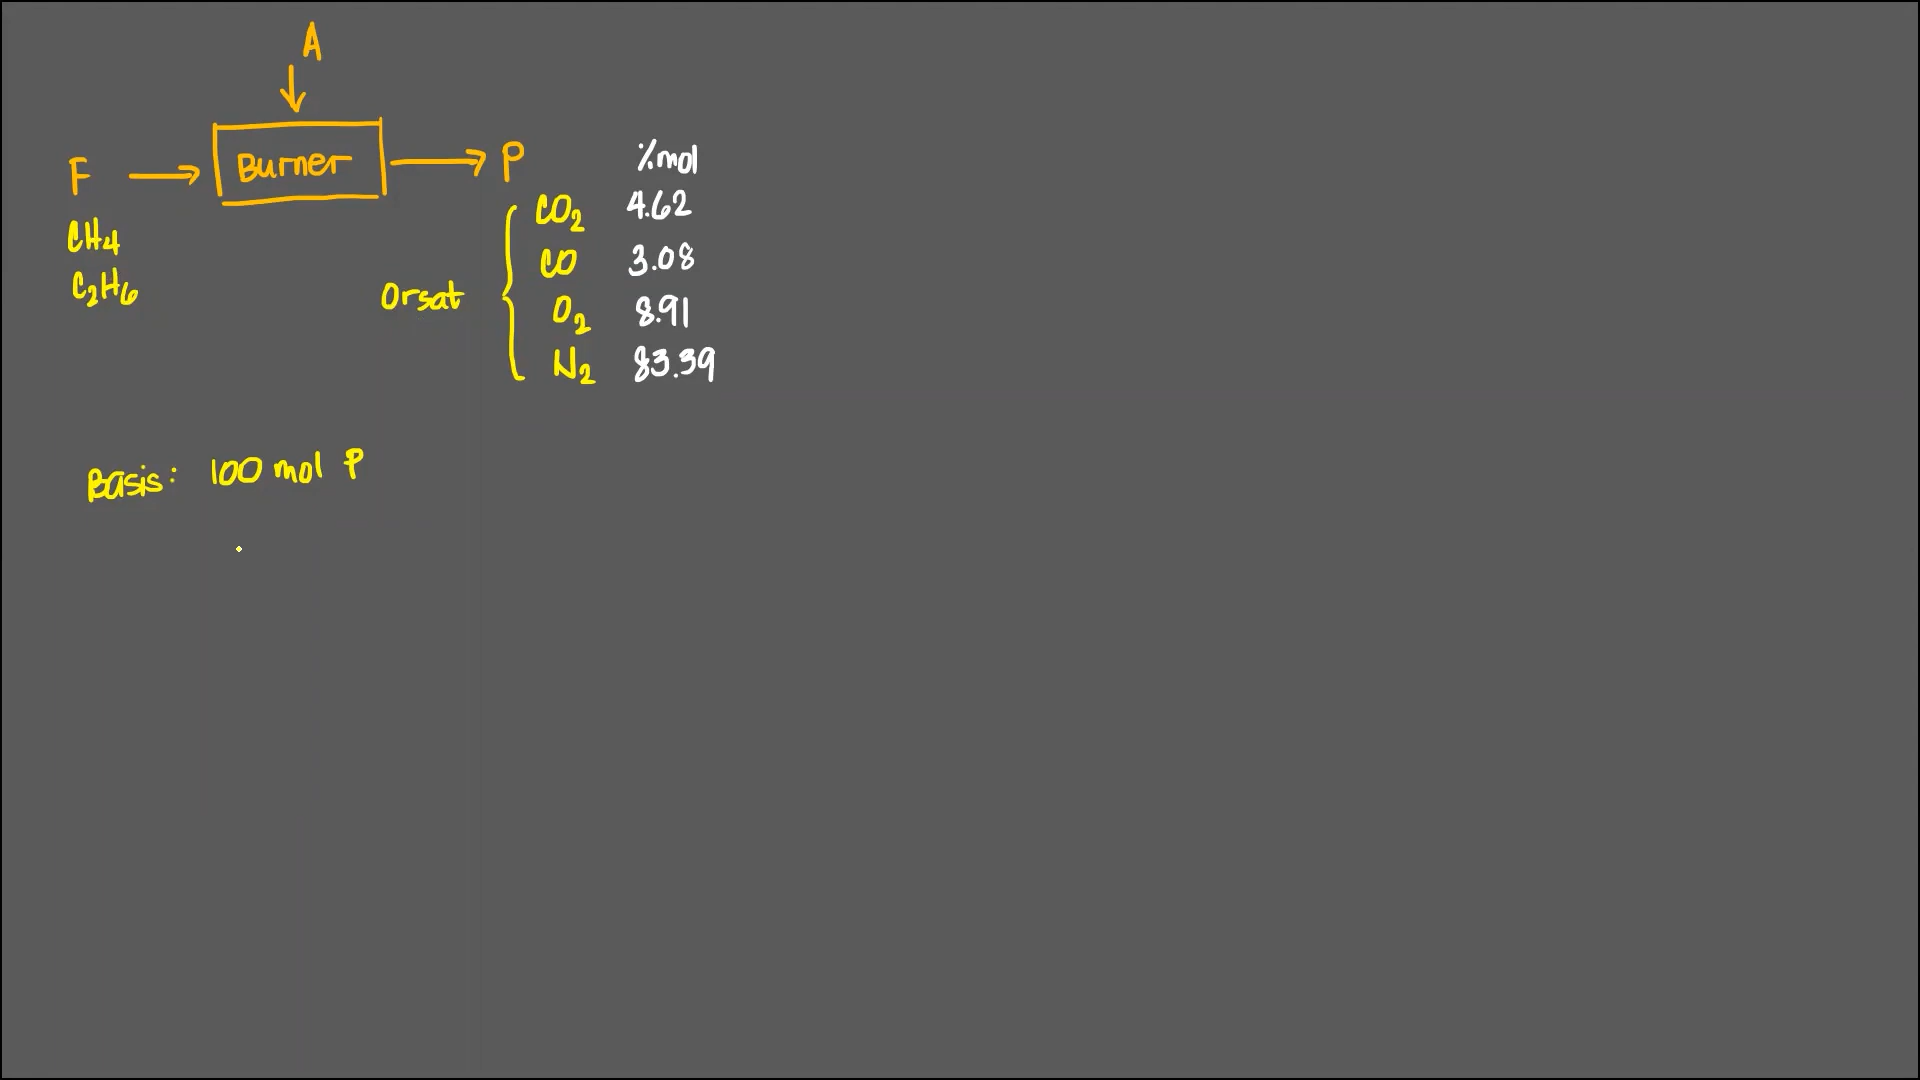 A
F → Burner → P %mol
CO₂ 4.62
CH4
CO 3.08
C₂H6
Orsat
O₂ 8.91
N₂ 83.39
Basis: 100 mol P